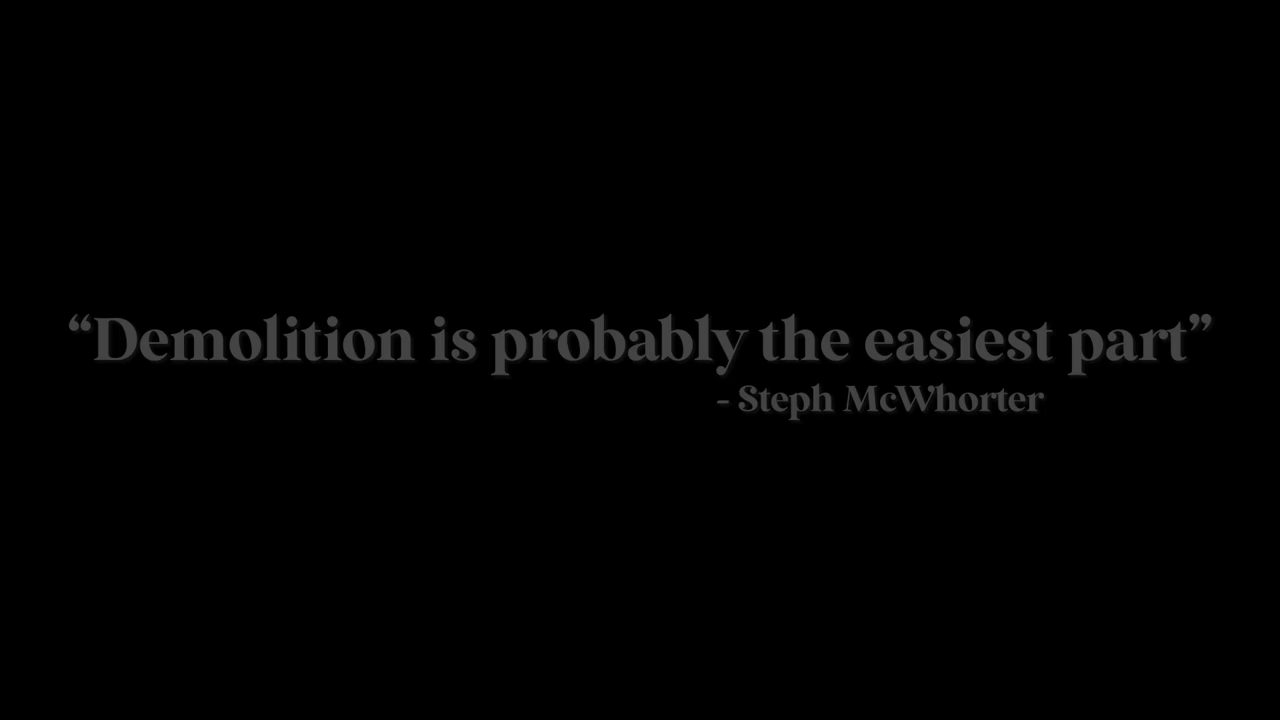 “Demolition is probably the easiest part”
- Steph McWhorter